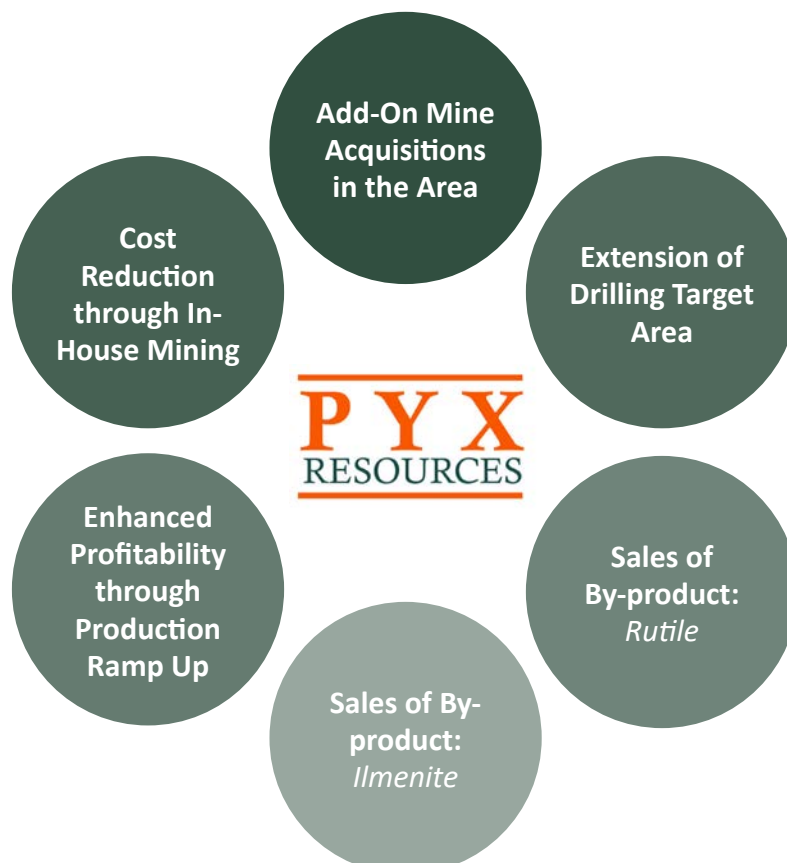 Add-On Mine
Acquisitions
in the Area
Extension of
Drilling Target
Area
Sales of
By-product:
Rutile
Sales of By-
product:
Ilmenite
Enhanced
Profitability
through
Production
Ramp Up
Cost
Reduction
through In-
House Mining
PYX
RESOURCES